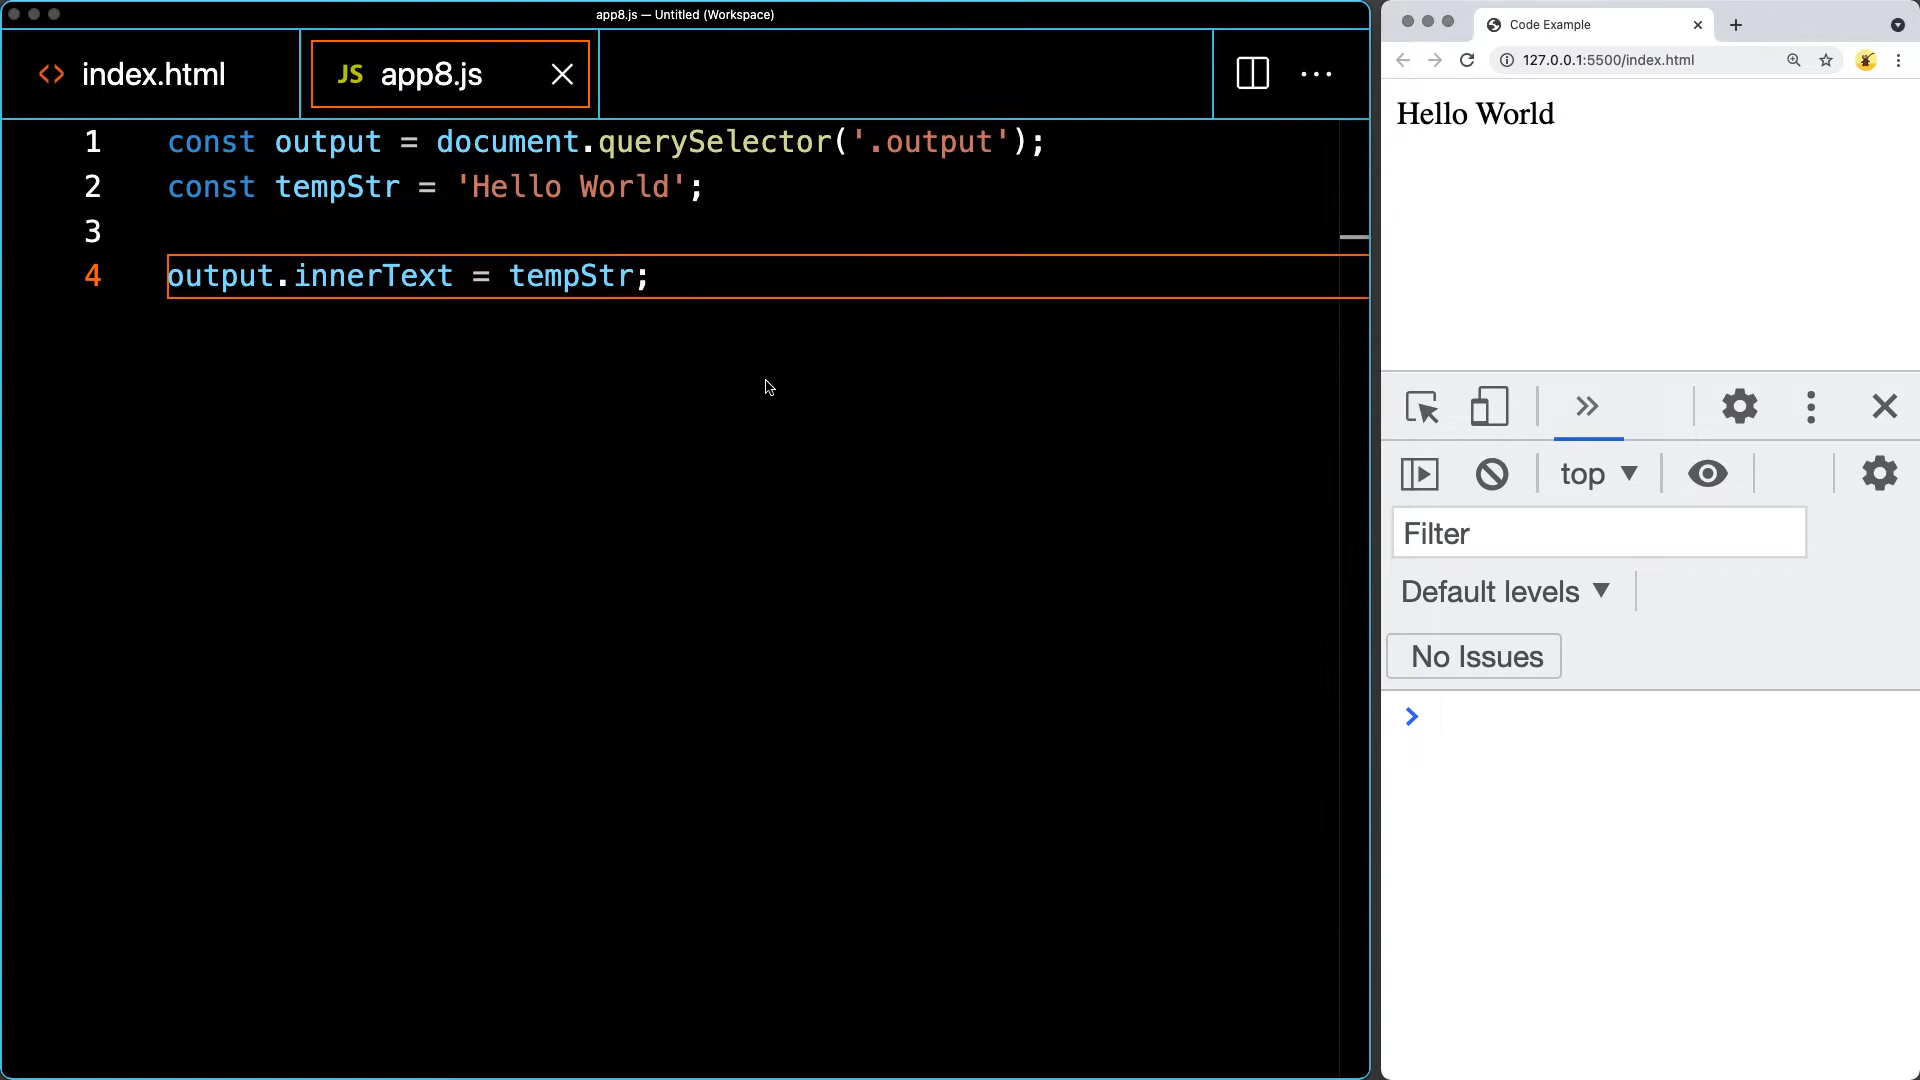 app8.js — Untitled (Workspace)
<> index.html
JS app8.js
1 const output = document.querySelector('.output');
2 const tempStr = 'Hello World';
3
4 output.innerText = tempStr;
Code Example
127.0.0.1:5500/index.html
Hello World
top
Filter
Default levels
No Issues